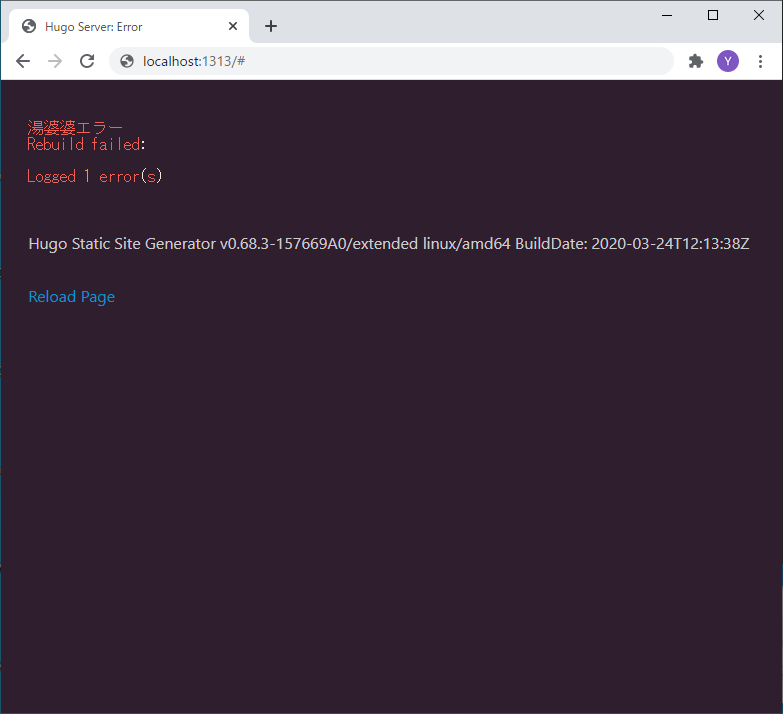 Hugo Server: Error
localhost:1313/#
Y
湯婆婆エラー
Rebuild failed:
Logged 1 error(s)
Hugo Static Site Generator v0.68.3-157669A0/extended linux/amd64 BuildDate: 2020-03-24T12:13:38Z
Reload Page